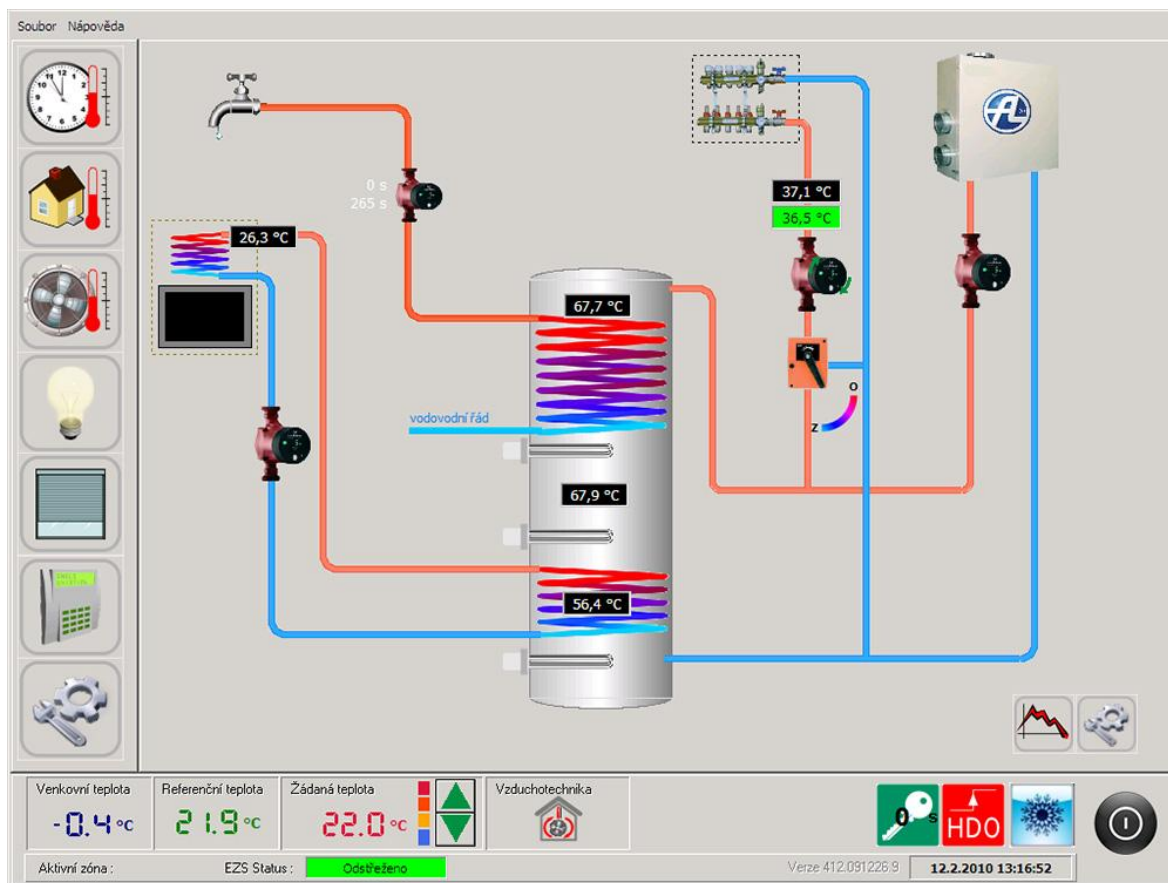 Soubor Nápověda
0 s
265 s
26,3 °C
37,1 °C
36,5 °C
67,7 °C
vodovodní řád
O
Z
67,9 °C
56,4 °C
Venkovní teplota
-0.4 °C
Referenční teplota
21.9 °C
Žádaná teplota
22.0 °C
Vzduchotechnika
0 s
HDO
Aktivní zóna :
EZS Status :
Odstřeženo
Verze 412.091226.9
12.2.2010 13:16:52